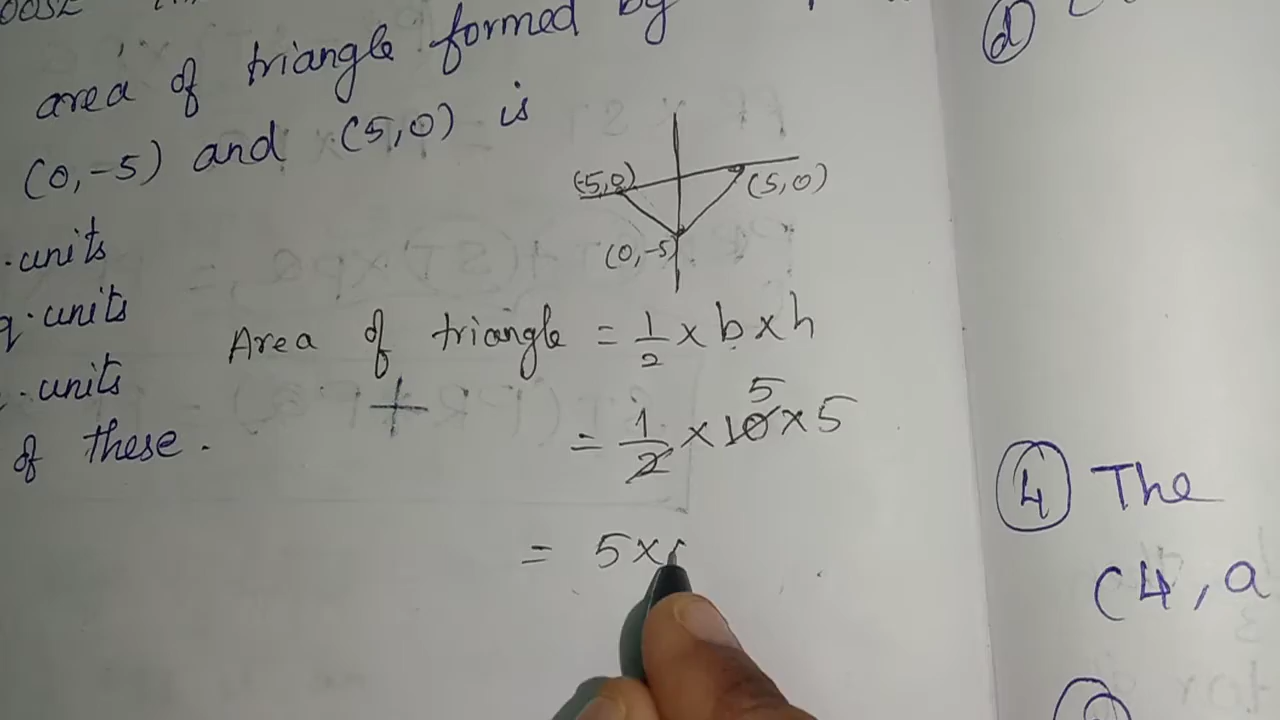 area of triangle formed by
(0,-5) and (5,0) is
(-5,0)
(5,0)
(0,-5)
.units
q.units
.units
of these.
Area of triangle = 1/2 × b × h
= 1/2 × 10 × 5
5
= 5×
d
4 The
(4, a